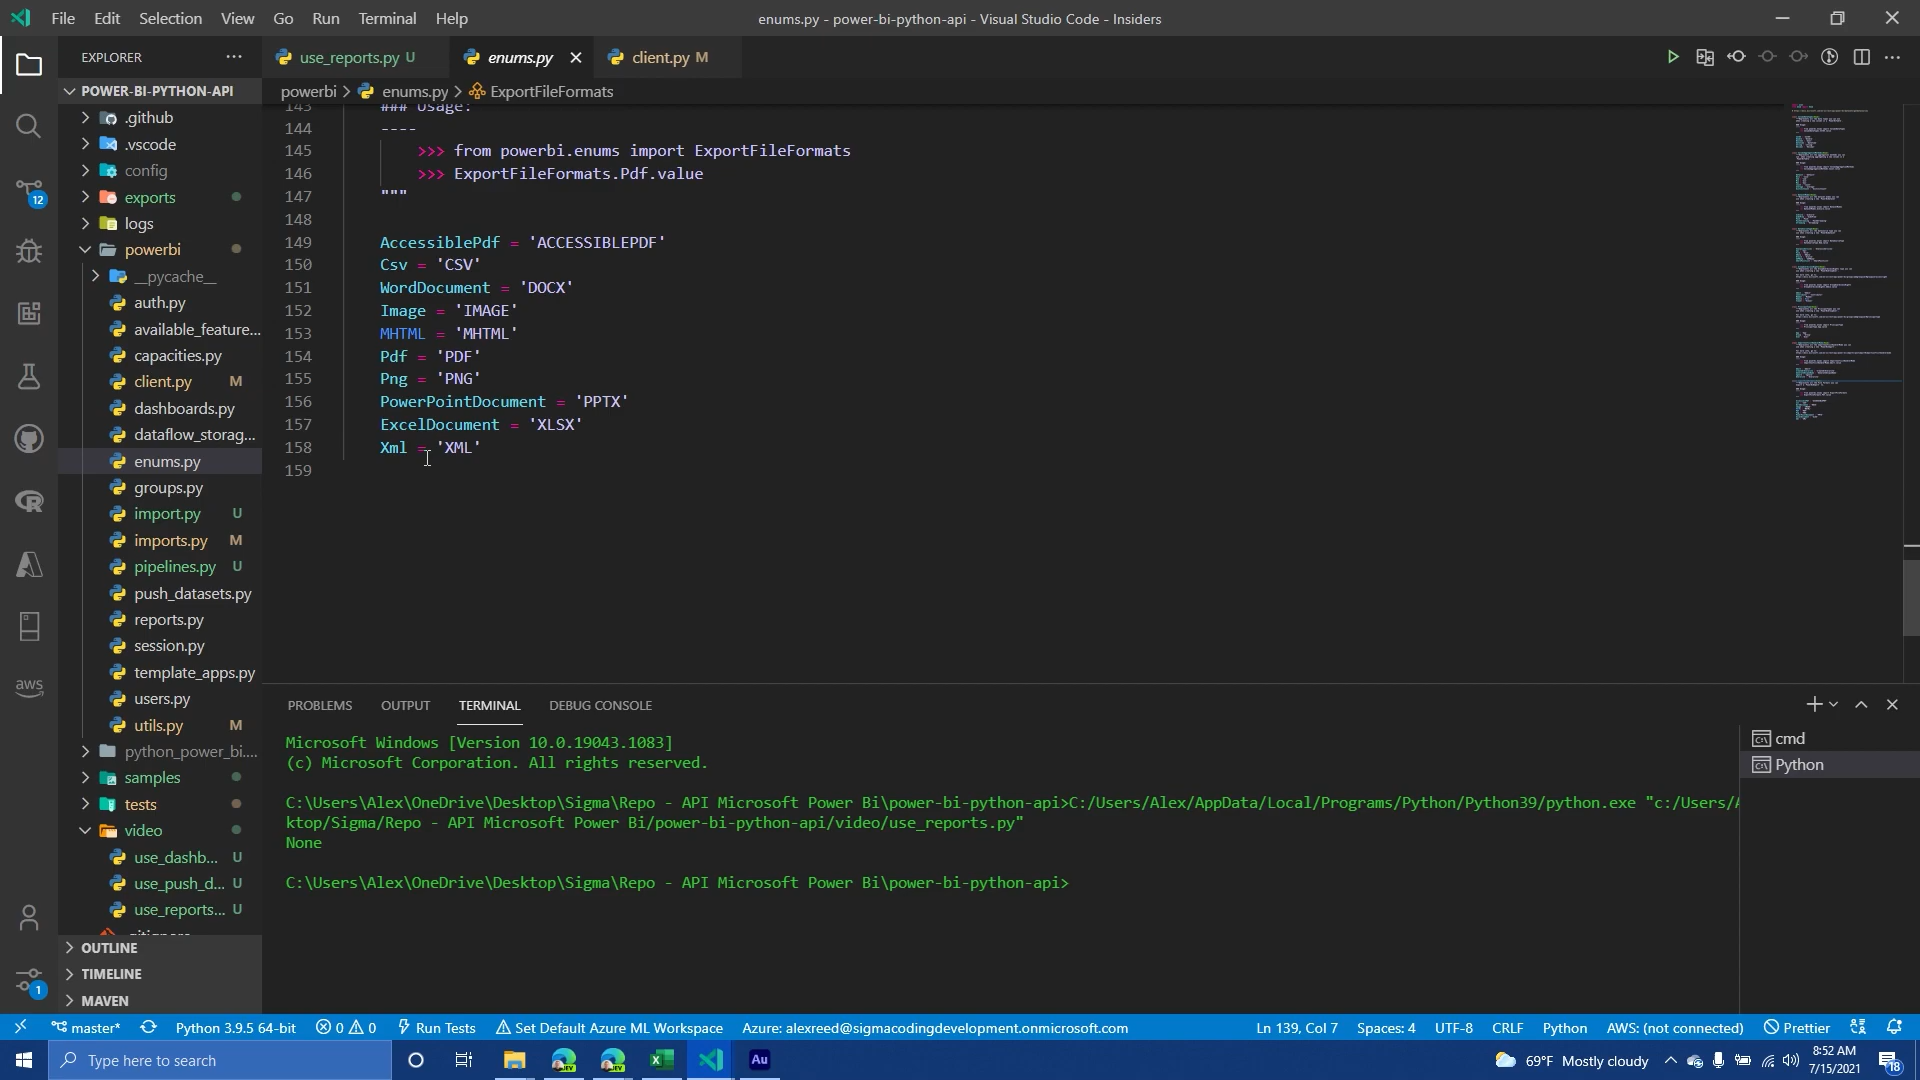 File Edit Selection View Go Run Terminal Help
enums.py - power-bi-python-api - Visual Studio Code - Insiders
EXPLORER
use_reports.py U
enums.py
client.py M
POWER-BI-PYTHON-API
powerbi > enums.py > ExportFileFormats
.github
.vscode
config
exports
logs
powerbi
__pycache__
auth.py
available_feature...
capacities.py
client.py M
dashboards.py
dataflow_storag...
enums.py
groups.py
import.py U
imports.py M
pipelines.py U
push_datasets.py
reports.py
session.py
template_apps.py
users.py
utils.py M
python_power_bi....
samples
tests
video
use_dashb... U
use_push_d... U
use_reports... U
.gitignore
OUTLINE
TIMELINE
MAVEN
12
1
aws
143 ### Usage:
144 ----
145 >>> from powerbi.enums import ExportFileFormats
146 >>> ExportFileFormats.Pdf.value
147 """
148
149 AccessiblePdf = 'ACCESSIBLEPDF'
150 Csv = 'CSV'
151 WordDocument = 'DOCX'
152 Image = 'IMAGE'
153 MHTML = 'MHTML'
154 Pdf = 'PDF'
155 Png = 'PNG'
156 PowerPointDocument = 'PPTX'
157 ExcelDocument = 'XLSX'
158 Xml = 'XML'
159
PROBLEMS OUTPUT TERMINAL DEBUG CONSOLE
Microsoft Windows [Version 10.0.19043.1083]
(c) Microsoft Corporation. All rights reserved.
C:\Users\Alex\OneDrive\Desktop\Sigma\Repo - API Microsoft Power Bi\power-bi-python-api>C:/Users/Alex/AppData/Local/Programs/Python/Python39/python.exe "c:/Users/A
ktop/Sigma/Repo - API Microsoft Power Bi/power-bi-python-api/video/use_reports.py"
None
C:\Users\Alex\OneDrive\Desktop\Sigma\Repo - API Microsoft Power Bi\power-bi-python-api>
cmd
Python
master* Python 3.9.5 64-bit 0 0 Run Tests Set Default Azure ML Workspace Azure: alexreed@sigmacodingdevelopment.onmicrosoft.com Ln 139, Col 7 Spaces: 4 UTF-8 CRLF Python AWS: (not connected) Prettier
Type here to search
Au
69°F Mostly cloudy
8:52 AM
7/15/2021
18